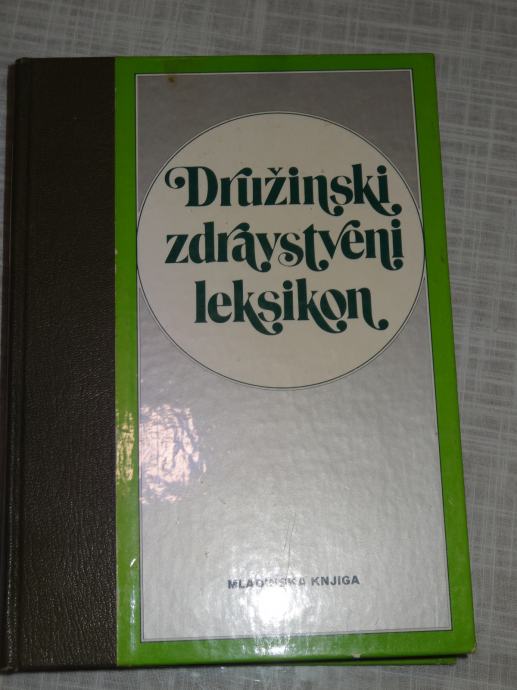 Družinski
zdravstveni
leksikon
MLADINSKA KNJIGA